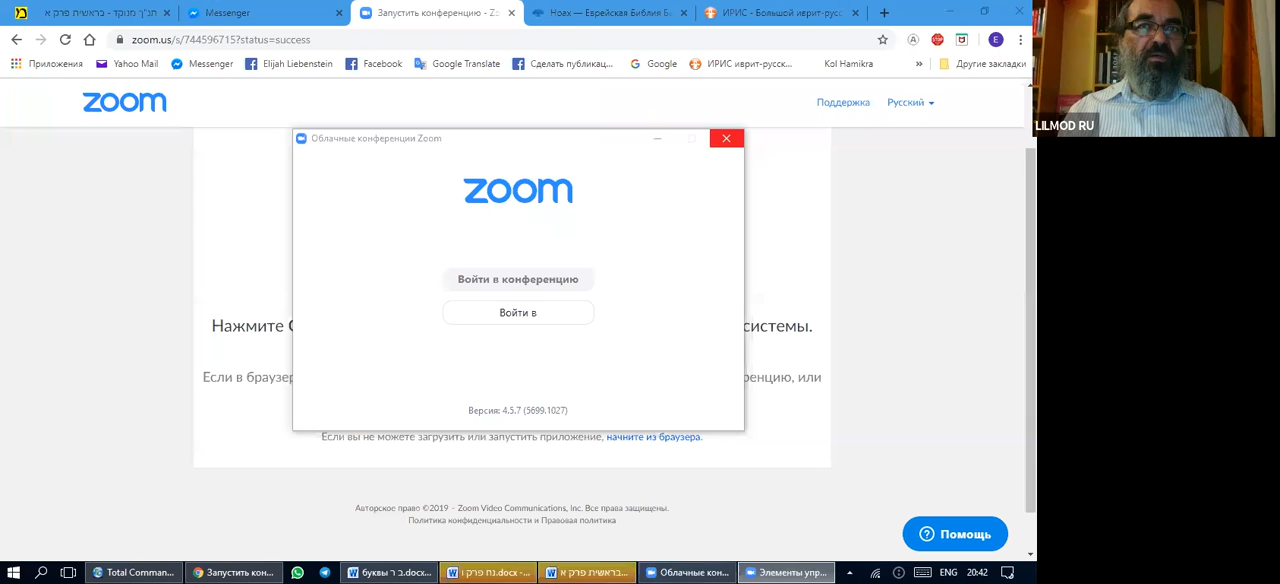 תנ"ך מנוקד - בראשית פרק א
Messenger
Запустить конференцию - Zo
Ноах — Еврейская Библия Б
ИРИС - Большой иврит-русс
zoom.us/s/744596715?status=success
Приложения
Yahoo Mail
Messenger
Elijah Liebenstein
Facebook
Google Translate
Сделать публикац...
Google
ИРИС иврит-русск...
Kol Hamikra
»
Другие закладки
LILMOD RU
zoom
Поддержка
Русский
Облачные конференции Zoom
zoom
Войти в конференцию
Войти в
Версия: 4.5.7 (5699.1027)
Нажмите
системы.
Если в браузер
ренцию, или
Если вы не можете загрузить или запустить приложение, начните из браузера.
Авторское право ©2019 – Zoom Video Communications, Inc. Все права защищены.
Политика конфиденциальности и Правовая политика
Помощь
Total Comman...
Запустить кон...
буквы ב ר.docx...
נח פרק ו.docx -...
בראשית פרק א...
Облачные кон...
Элементы упр...
ENG
20:42